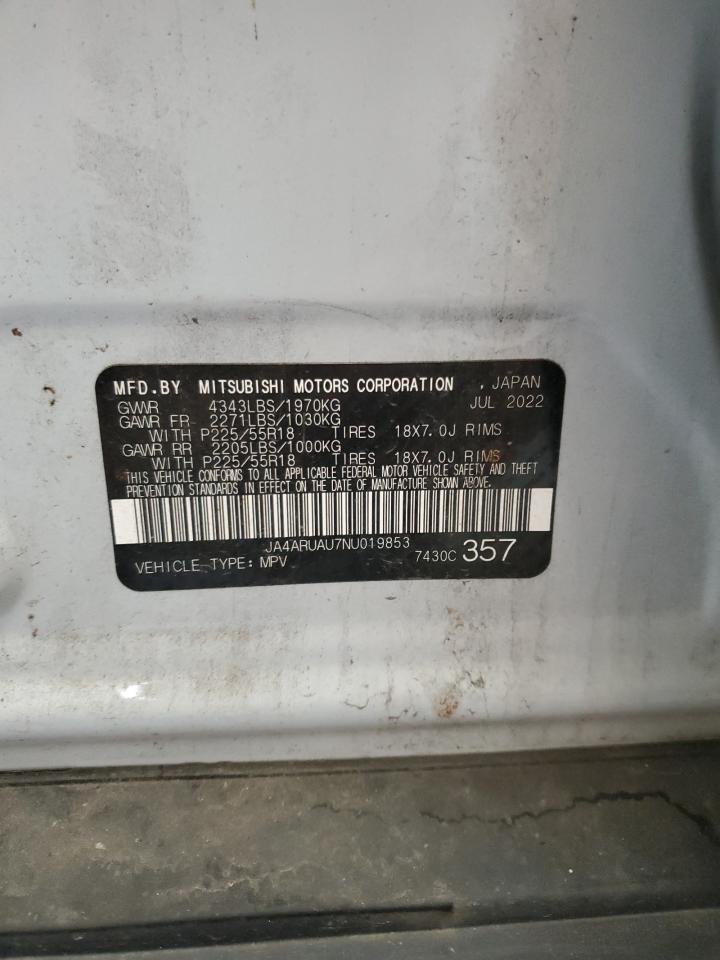 MFD.BY MITSUBISHI MOTORS CORPORATION , JAPAN
GVWR 4343LBS/1970KG JUL 2022
GAWR FR 2271LBS/1030KG
WITH P225/55R18 TIRES 18X7.0J RIMS
GAWR RR 2205LBS/1000KG
WITH P225/55R18 TIRES 18X7.0J RIMS
THIS VEHICLE CONFORMS TO ALL APPLICABLE FEDERAL MOTOR VEHICLE SAFETY AND THEFT
PREVENTION STANDARDS IN EFFECT ON THE DATE OF MANUFACTURE SHOWN ABOVE.
JA4ARUAU7NU019853
VEHICLE TYPE: MPV 7430C 357